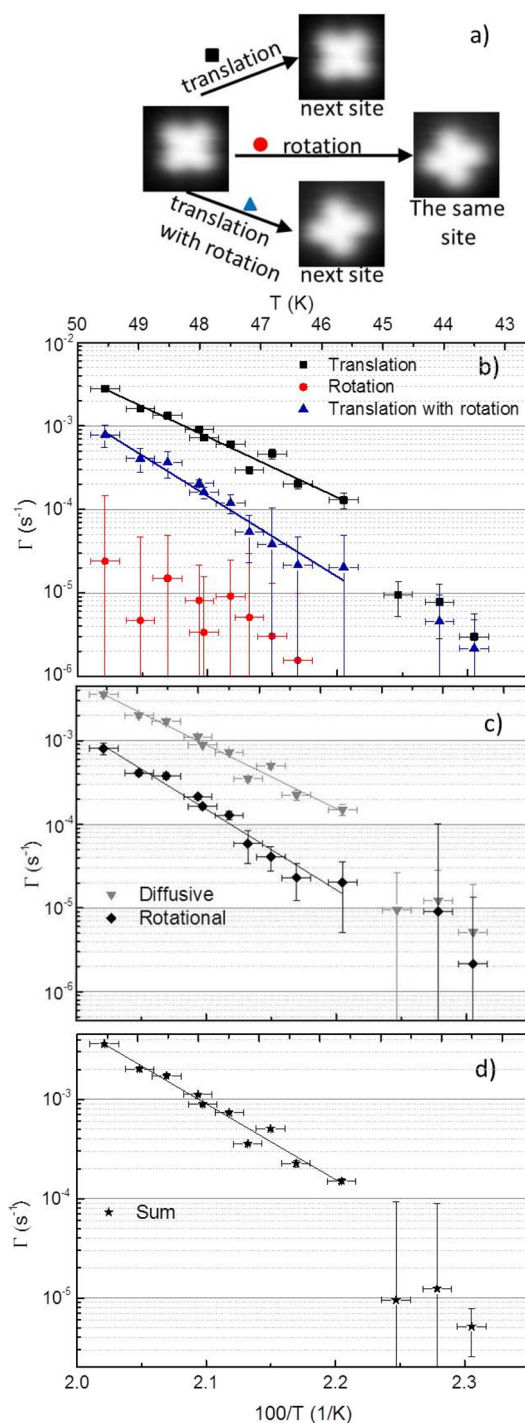 a)
translation
next site
rotation
The same
site
translation
with rotation
next site
T (K)
50 49 48 47 46 45 44 43
b)
Translation
Rotation
Translation with rotation
10⁻²
10⁻³
10⁻⁴
10⁻⁵
10⁻⁶
Γ (s⁻¹)
c)
10⁻³
10⁻⁴
10⁻⁵
10⁻⁶
Γ (s⁻¹)
Diffusive
Rotational
d)
10⁻³
10⁻⁴
10⁻⁵
Γ (s⁻¹)
Sum
2.0 2.1 2.2 2.3
100/T (1/K)